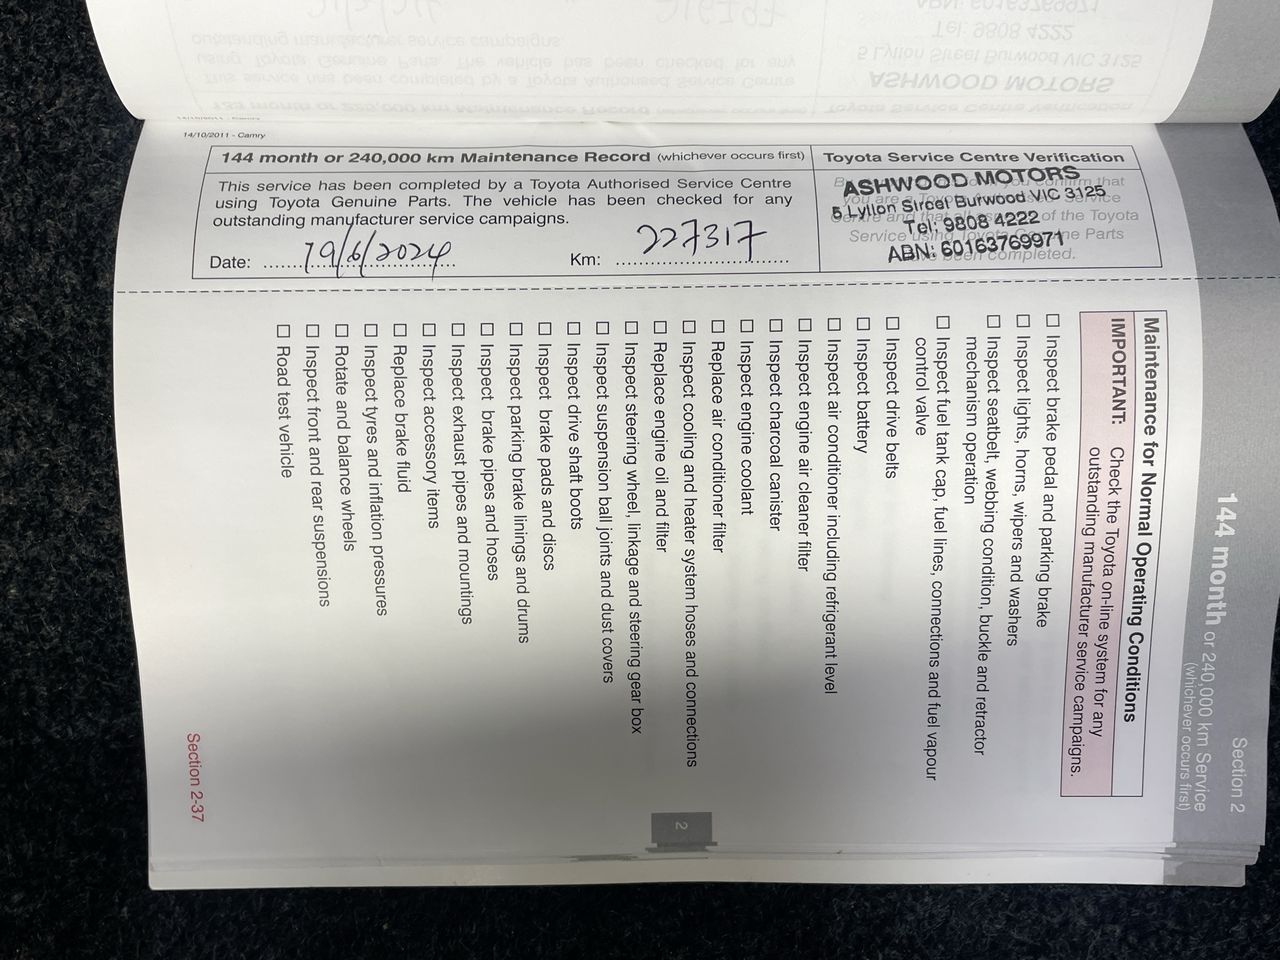 14/10/2011 - Camry
144 month or 240,000 km Maintenance Record (whichever occurs first)
Toyota Service Centre Verification
This service has been completed by a Toyota Authorised Service Centre
using Toyota Genuine Parts. The vehicle has been checked for any
outstanding manufacturer service campaigns.
Date: 19/6/2024
Km: 227317
ASHWOOD MOTORS
5 Lyllon Street Burwood VIC 3125
Tel: 9808 4222
ABN: 60163769971
Section 2
144 month or 240,000 km Service
(whichever occurs first)
Maintenance for Normal Operating Conditions
IMPORTANT: Check the Toyota on-line system for any
outstanding manufacturer service campaigns.
☐ Inspect brake pedal and parking brake
☐ Inspect lights, horns, wipers and washers
☐ Inspect seatbelt, webbing condition, buckle and retractor
mechanism operation
☐ Inspect fuel tank cap, fuel lines, connections and fuel vapour
control valve
☐ Inspect drive belts
☐ Inspect battery
☐ Inspect air conditioner including refrigerant level
☐ Inspect engine air cleaner filter
☐ Inspect charcoal canister
☐ Inspect engine coolant
☐ Replace air conditioner filter
☐ Inspect cooling and heater system hoses and connections
☐ Replace engine oil and filter
☐ Inspect steering wheel, linkage and steering gear box
☐ Inspect suspension ball joints and dust covers
☐ Inspect drive shaft boots
☐ Inspect brake pads and discs
☐ Inspect parking brake linings and drums
☐ Inspect brake pipes and hoses
☐ Inspect exhaust pipes and mountings
☐ Inspect accessory items
☐ Replace brake fluid
☐ Inspect tyres and inflation pressures
☐ Rotate and balance wheels
☐ Inspect front and rear suspensions
☐ Road test vehicle
2
Section 2-37